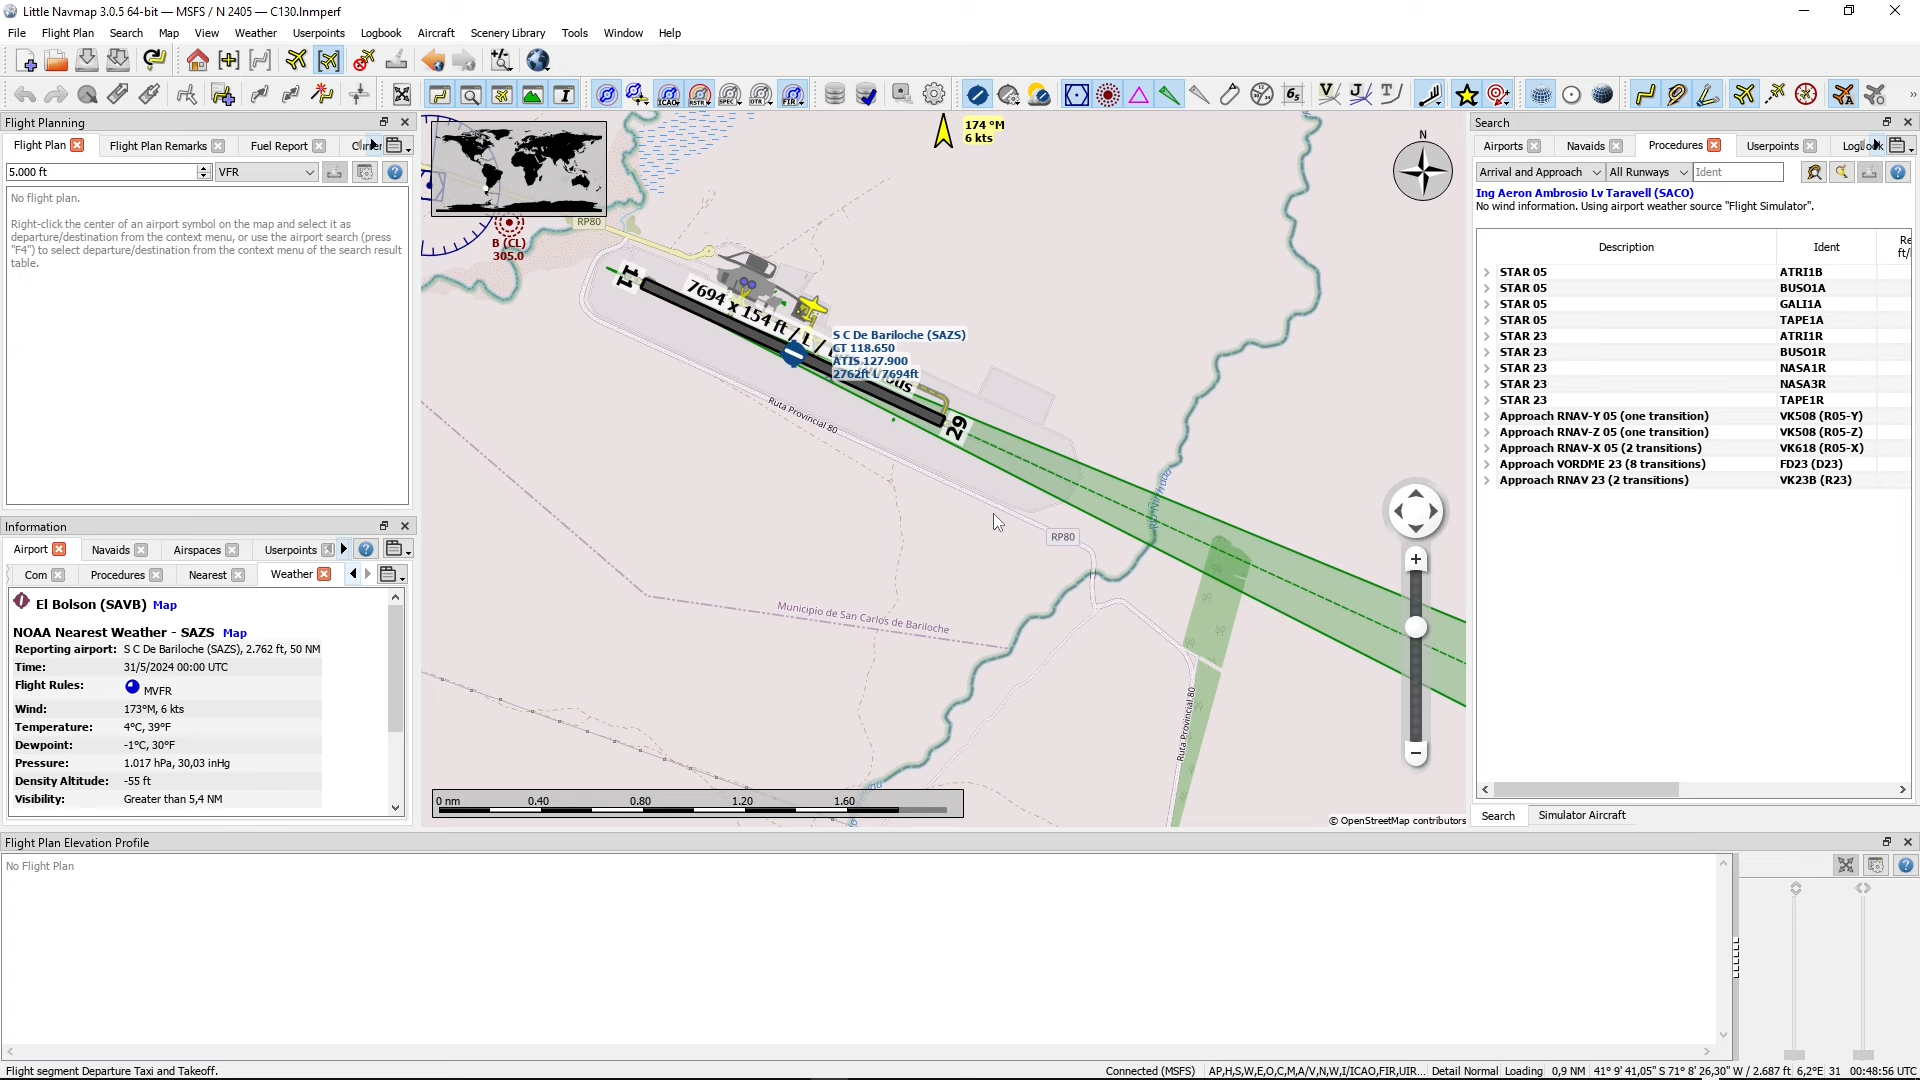 Little Navmap 3.0.5 64-bit — MSFS / N 2405 — C130.lnmperf
File Flight Plan Search Map View Weather Userpoints Logbook Aircraft Scenery Library Tools Window Help
ICAO RSTR SPEC OTR FIR
Flight Planning
Flight Plan Flight Plan Remarks Fuel Report
5.000 ft VFR
No flight plan.
Right-click the center of an airport symbol on the map and select it as
departure/destination from the context menu, or use the airport search (press
"F4") to select departure/destination from the context menu of the search result
table.
Information
Airport Navaids Airspaces Userpoints
Com Procedures Nearest Weather
El Bolson (SAVB) Map
NOAA Nearest Weather - SAZS Map
Reporting airport: S C De Bariloche (SAZS), 2.762 ft, 50 NM
Time: 31/5/2024 00:00 UTC
Flight Rules: MVFR
Wind: 173°M, 6 kts
Temperature: 4°C, 39°F
Dewpoint: -1°C, 30°F
Pressure: 1.017 hPa, 30,03 inHg
Density Altitude: -55 ft
Visibility: Greater than 5,4 NM
174 °M
6 kts
N
RP80
B (CL)
305.0
11
7694 x 154 ft / L /
S C De Bariloche (SAZS)
CT 118.650
ATIS 127.900
2762ft L 7694ft
29
Ruta Provincial 80
RP80
Municipio de San Carlos de Bariloche
Ruta Provincial 80
0 nm 0.40 0.80 1.20 1.60
© OpenStreetMap contributors
Search
Airports Navaids Procedures Userpoints Logbook
Arrival and Approach All Runways Ident
Ing Aeron Ambrosio Lv Taravell (SACO)
No wind information. Using airport weather source "Flight Simulator".
Description Ident Re
ft/
STAR 05 ATRI1B
STAR 05 BUSO1A
STAR 05 GALI1A
STAR 05 TAPE1A
STAR 23 ATRI1R
STAR 23 BUSO1R
STAR 23 NASA1R
STAR 23 NASA3R
STAR 23 TAPE1R
Approach RNAV-Y 05 (one transition) VK508 (R05-Y)
Approach RNAV-Z 05 (one transition) VK508 (R05-Z)
Approach RNAV-X 05 (2 transitions) VK618 (R05-X)
Approach VORDME 23 (8 transitions) FD23 (D23)
Approach RNAV 23 (2 transitions) VK23B (R23)
Search Simulator Aircraft
Flight Plan Elevation Profile
No Flight Plan
Flight segment Departure Taxi and Takeoff.
Connected (MSFS) AP,H,S,W,E,O,C,M,A/V,N,W,I/ICAO,FIR,UIR... Detail Normal Loading 0,9 NM 41° 9' 41,05" S 71° 8' 26,30" W / 2.687 ft 6,2°E 31 00:48:56 UTC